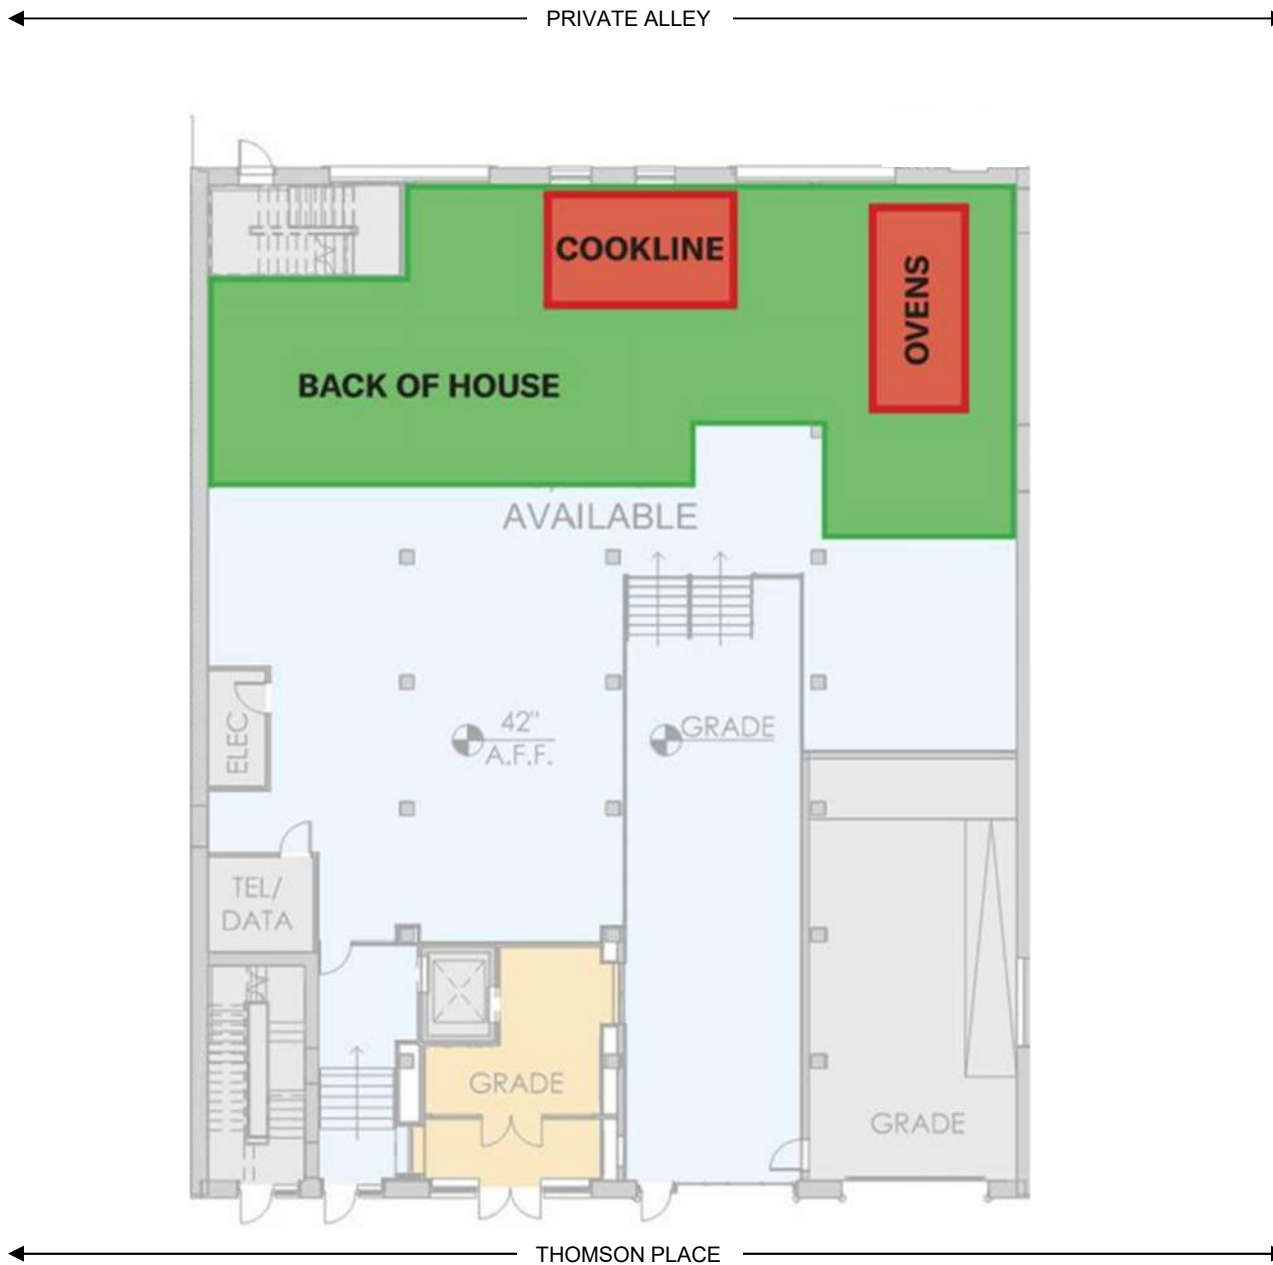 PRIVATE ALLEY
COOKLINE
OVENS
BACK OF HOUSE
AVAILABLE
42"
A.F.F.
GRADE
ELEC
TEL/
DATA
GRADE
GRADE
THOMSON PLACE